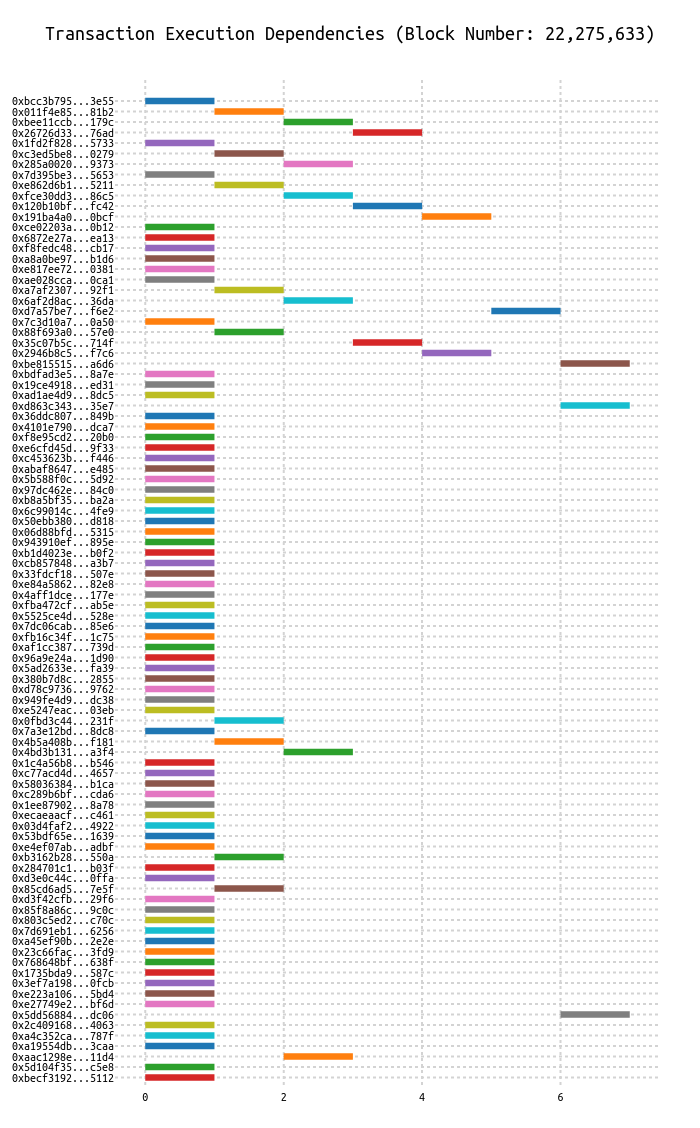 Transaction Execution Dependencies (Block Number: 22,275,633)
0xbcc3b795...3e55
0x011f4e85...81b2
0xbee11ccb...179c
0x26726d33...76ad
0x1fd2f828...5733
0xc3ed5be8...0279
0x285a0020...9373
0x7d395be3...5653
0xe862d6b1...5211
0xfce30dd3...86c5
0x120b10bf...fc42
0x191ba4a0...0bcf
0xce02203a...0b12
0x6872e27a...ea13
0xf8fedc48...cb17
0xa8a0be97...b1d6
0xe817ee72...0381
0xae028cca...0ca1
0xa7af2307...92f1
0x6af2d8ac...36da
0xd7a57be7...f6e2
0x7c3d10a7...0a50
0x88f693a0...57e0
0x35c07b5c...714f
0x2946b8c5...f7c6
0xbe815515...a6d6
0xbdfad3e5...8a7e
0x19ce4918...ed31
0xad1ae4d9...8dc5
0xd863c343...35e7
0x36ddc807...849b
0x4101e790...dca7
0xf8e95cd2...20b0
0xe6cfd45d...9f33
0xc453623b...f446
0xabaf8647...e485
0x5b588f0c...5d92
0x97dc462e...84c0
0xb8a5bf35...ba2a
0x6c99014c...4fe9
0x50ebb380...d818
0x06d88bfd...5315
0x943910ef...895e
0xb1d4023e...b0f2
0xcb857848...a3b7
0x33fdcf18...507e
0xe84a5862...82e8
0x4aff1dce...177e
0xfba472cf...ab5e
0x5525ce4d...528e
0x7dc06cab...85e6
0xfb16c34f...1c75
0xaf1cc387...739d
0x96a9e24a...1d90
0x5ad2633e...fa39
0x380b7d8c...2855
0xd78c9736...9762
0x949fe4d9...dc38
0xe5247eac...03eb
0x0fbd3c44...231f
0x7a3e12bd...8dc8
0x4b5a408b...f181
0x4bd3b131...a3f4
0x1c4a56b8...b546
0xc77acd4d...4657
0x58036384...b1ca
0xc289b6bf...cda6
0x1ee87902...8a78
0xecaeaacf...c461
0x03d4faf2...4922
0x53bdf65e...1639
0xe4ef07ab...adbf
0xb3162b28...550a
0x284701c1...b03f
0xd3e0c44c...0ffa
0x85cd6ad5...7e5f
0xd3f42cfb...29f6
0x85f8a86c...9c0c
0x803c5ed2...c70c
0x7d691eb1...6256
0xa45ef90b...2e2e
0x23c66fac...3fd9
0x768648bf...638f
0x1735bda9...587c
0x3ef7a198...0fcb
0xe223a106...5bd4
0xe27749e2...bf6d
0x5dd56884...dc06
0x2c409168...4063
0xa4c352ca...787f
0xa19554db...3caa
0xaac1298e...11d4
0x5d104f35...c5e8
0xbecf3192...5112
0 2 4 6